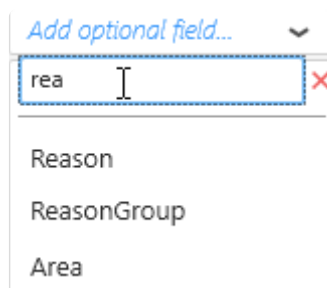 Add optional field...
rea
Reason
ReasonGroup
Area